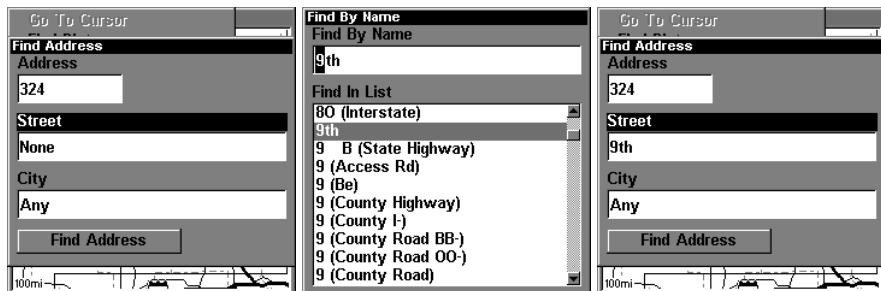 Go To Cursor
Find Address
Address
324
Street
None
City
Any
Find Address
100mi
Find By Name
Find By Name
9th
Find In List
80 (Interstate)
9th
9 B (State Highway)
9 (Access Rd)
9 (Be)
9 (County Highway)
9 (County I-)
9 (County Road BB-)
9 (County Road OO-)
9 (County Road)
Go To Cursor
Find Address
Address
324
Street
9th
City
Any
Find Address
100mi